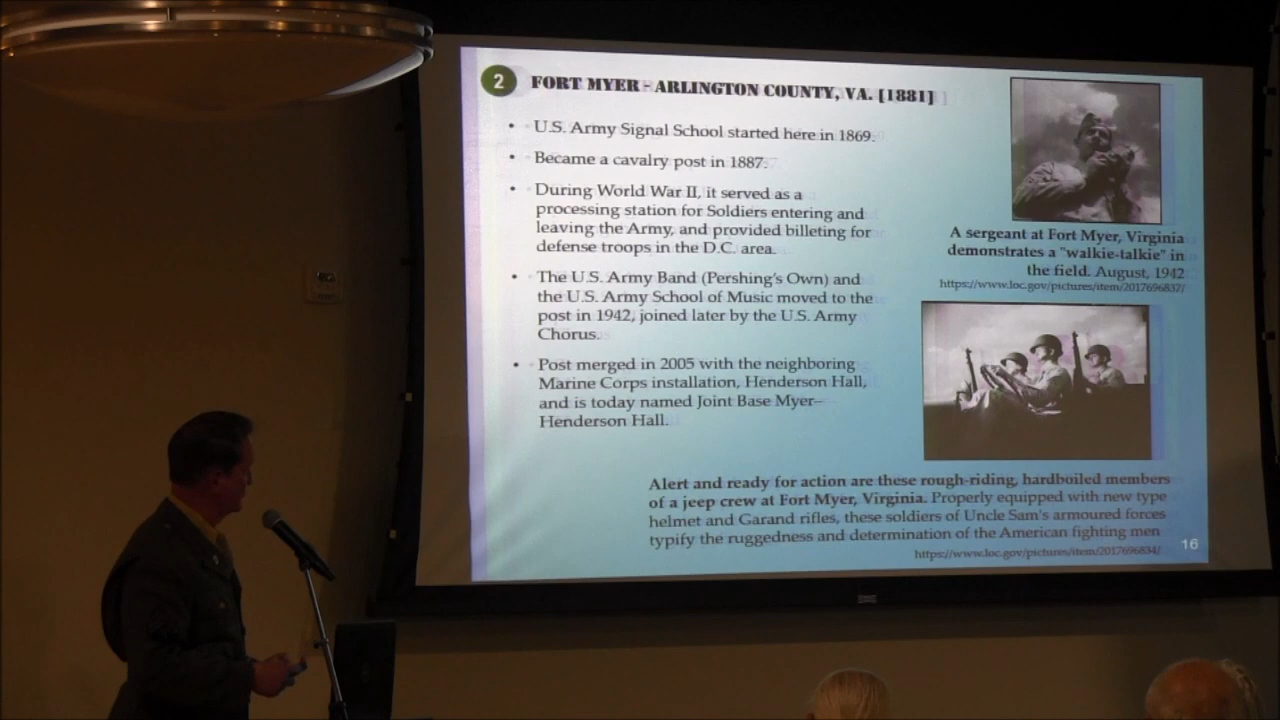 2
FORT MYER - ARLINGTON COUNTY, VA. [1881]
• U.S. Army Signal School started here in 1869.
• Became a cavalry post in 1887.
• During World War II, it served as a
processing station for Soldiers entering and
leaving the Army, and provided billeting for
defense troops in the D.C. area.
• The U.S. Army Band (Pershing's Own) and
the U.S. Army School of Music moved to the
post in 1942, joined later by the U.S. Army
Chorus.
• Post merged in 2005 with the neighboring
Marine Corps installation, Henderson Hall,
and is today named Joint Base Myer–
Henderson Hall.
A sergeant at Fort Myer, Virginia
demonstrates a "walkie-talkie" in
the field. August, 1942
https://www.loc.gov/pictures/item/2017696837/
Alert and ready for action are these rough-riding, hardboiled members
of a jeep crew at Fort Myer, Virginia. Properly equipped with new type
helmet and Garand rifles, these soldiers of Uncle Sam's armoured forces
typify the ruggedness and determination of the American fighting men
https://www.loc.gov/pictures/item/2017696834/
16